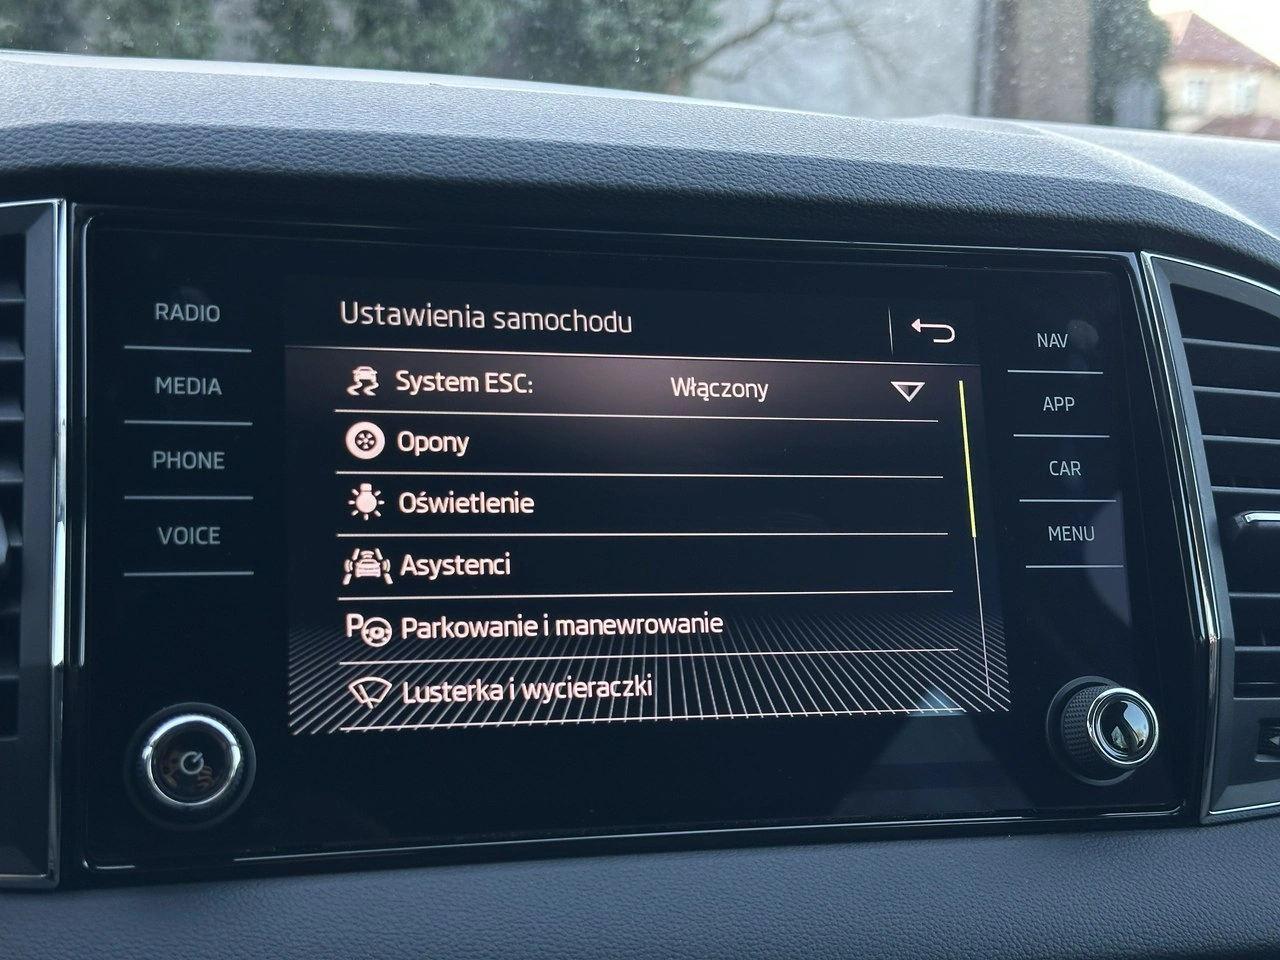 RADIO
MEDIA
PHONE
VOICE
Ustawienia samochodu
System ESC: Włączony
Opony
Oświetlenie
Asystenci
P Parkowanie i manewrowanie
Lusterka i wycieraczki
NAV
APP
CAR
MENU